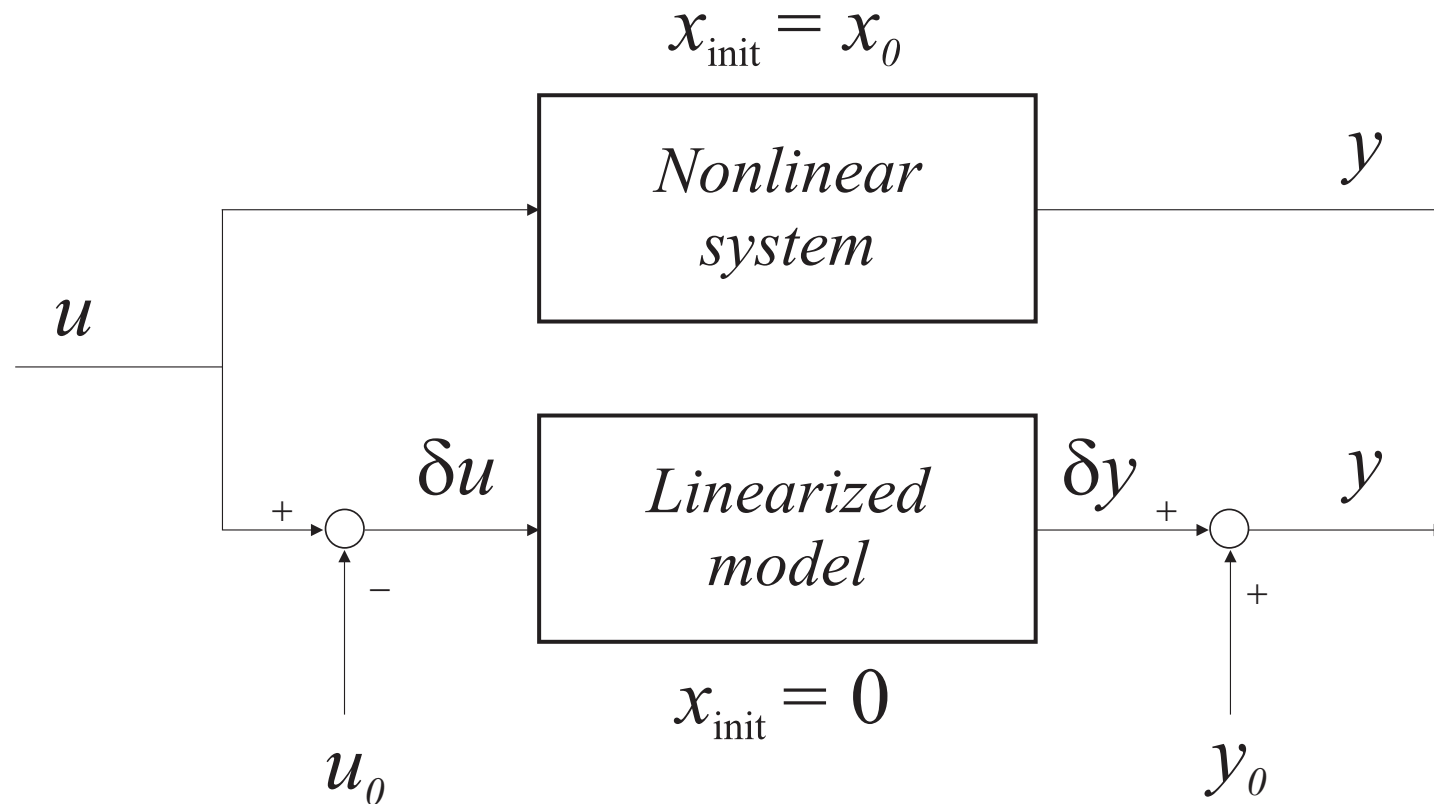 x_init = x_0
Nonlinear
system
y
u
+
−
δu
Linearized
model
δy
+
+
y
x_init = 0
u_0
y_0